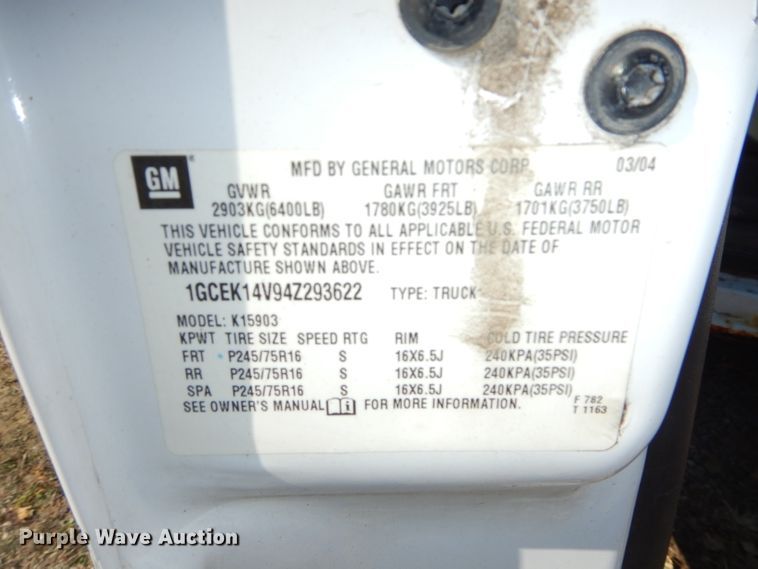 GM® MFD BY GENERAL MOTORS CORP 03/04
GVWR GAWR FRT GAWR RR
2903KG(6400LB) 1780KG(3925LB) 1701KG(3750LB)
THIS VEHICLE CONFORMS TO ALL APPLICABLE U.S. FEDERAL MOTOR
VEHICLE SAFETY STANDARDS IN EFFECT ON THE DATE OF
MANUFACTURE SHOWN ABOVE.
1GCEK14V94Z293622 TYPE: TRUCK
MODEL: K15903
KPWT TIRE SIZE SPEED RTG RIM COLD TIRE PRESSURE
FRT P245/75R16 S 16X6.5J 240KPA(35PSI)
RR P245/75R16 S 16X6.5J 240KPA(35PSI)
SPA P245/75R16 S 16X6.5J 240KPA(35PSI)
SEE OWNER'S MANUAL FOR MORE INFORMATION.
F 782
T 1163
Purple Wave Auction